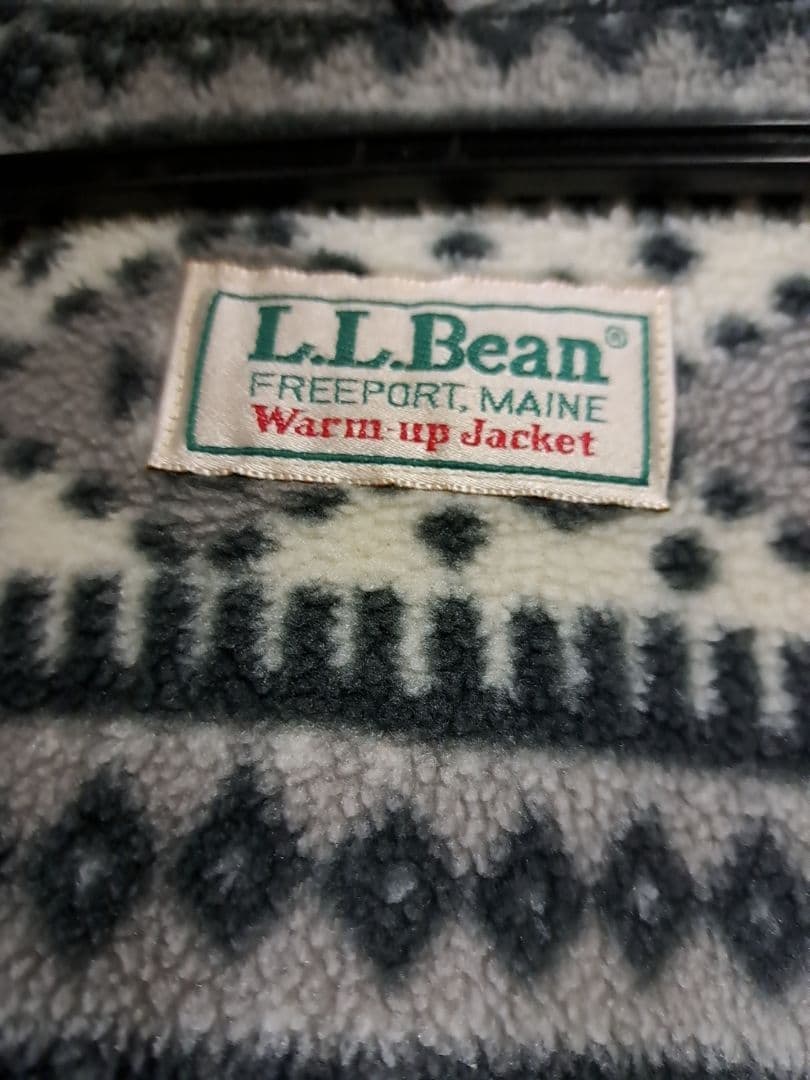 L.L.Bean®
FREEPORT, MAINE
Warm-up Jacket